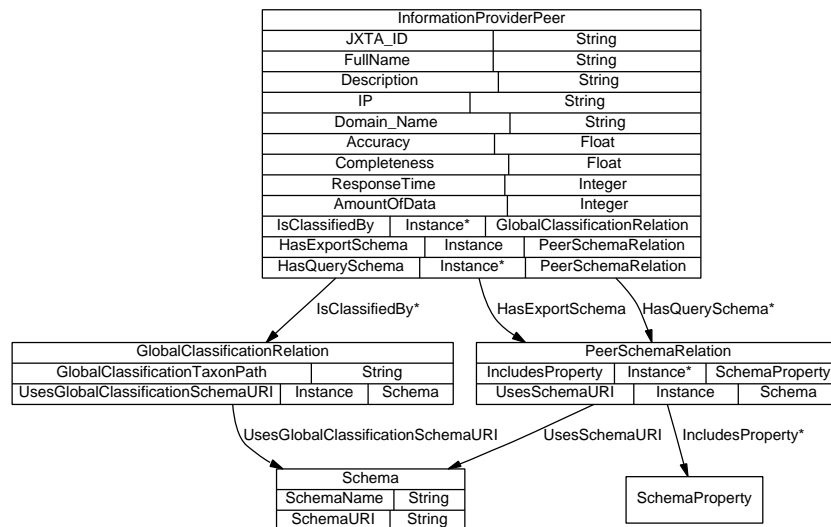 InformationProviderPeer
JXTA_ID String
FullName String
Description String
IP String
Domain_Name String
Accuracy Float
Completeness Float
ResponseTime Integer
AmountOfData Integer
IsClassifiedBy Instance* GlobalClassificationRelation
HasExportSchema Instance PeerSchemaRelation
HasQuerySchema Instance* PeerSchemaRelation
IsClassifiedBy* HasExportSchema HasQuerySchema*
GlobalClassificationRelation PeerSchemaRelation
GlobalClassificationTaxonPath String IncludesProperty Instance* SchemaProperty
UsesGlobalClassificationSchemaURI Instance Schema UsesSchemaURI Instance Schema
UsesGlobalClassificationSchemaURI UsesSchemaURI IncludesProperty*
Schema
SchemaName String SchemaProperty
SchemaURI String